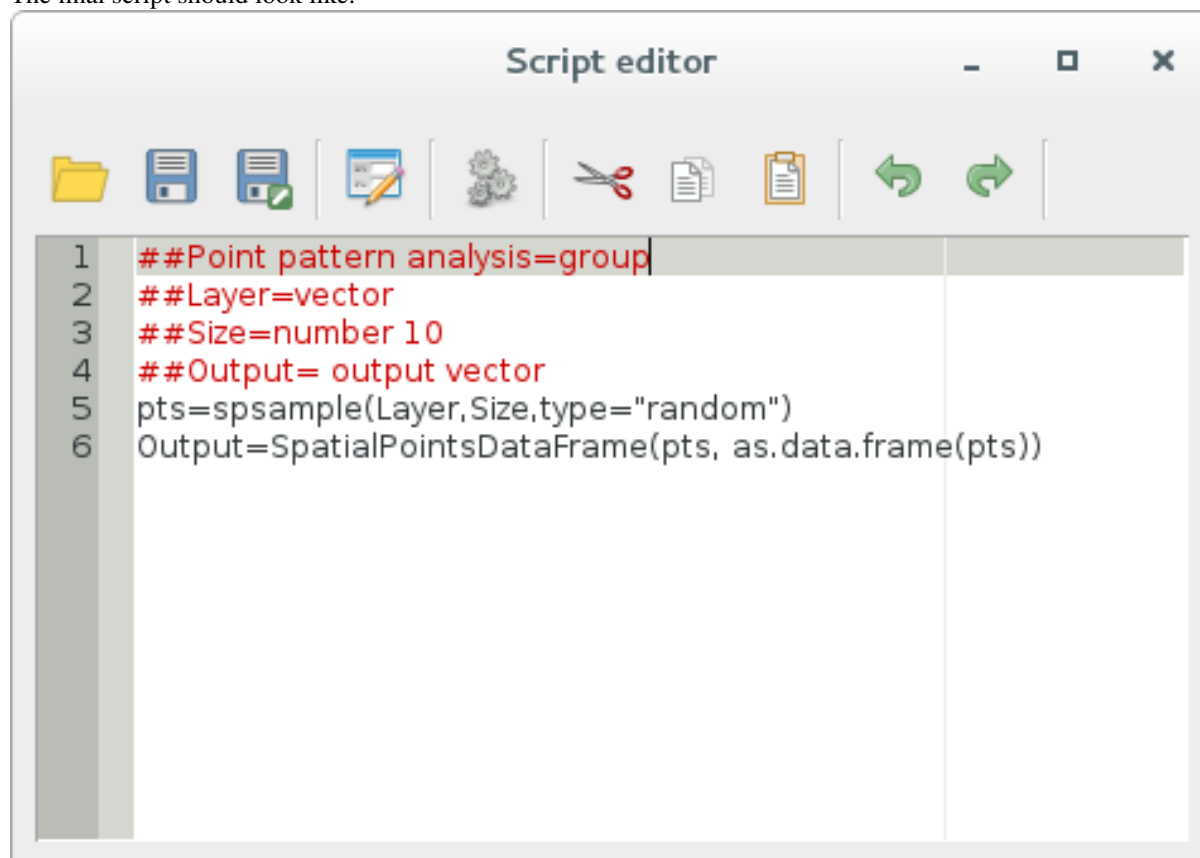 The final script should look like:
Script editor
1 ##Point pattern analysis=group
2 ##Layer=vector
3 ##Size=number 10
4 ##Output= output vector
5 pts=spsample(Layer,Size,type="random")
6 Output=SpatialPointsDataFrame(pts, as.data.frame(pts))